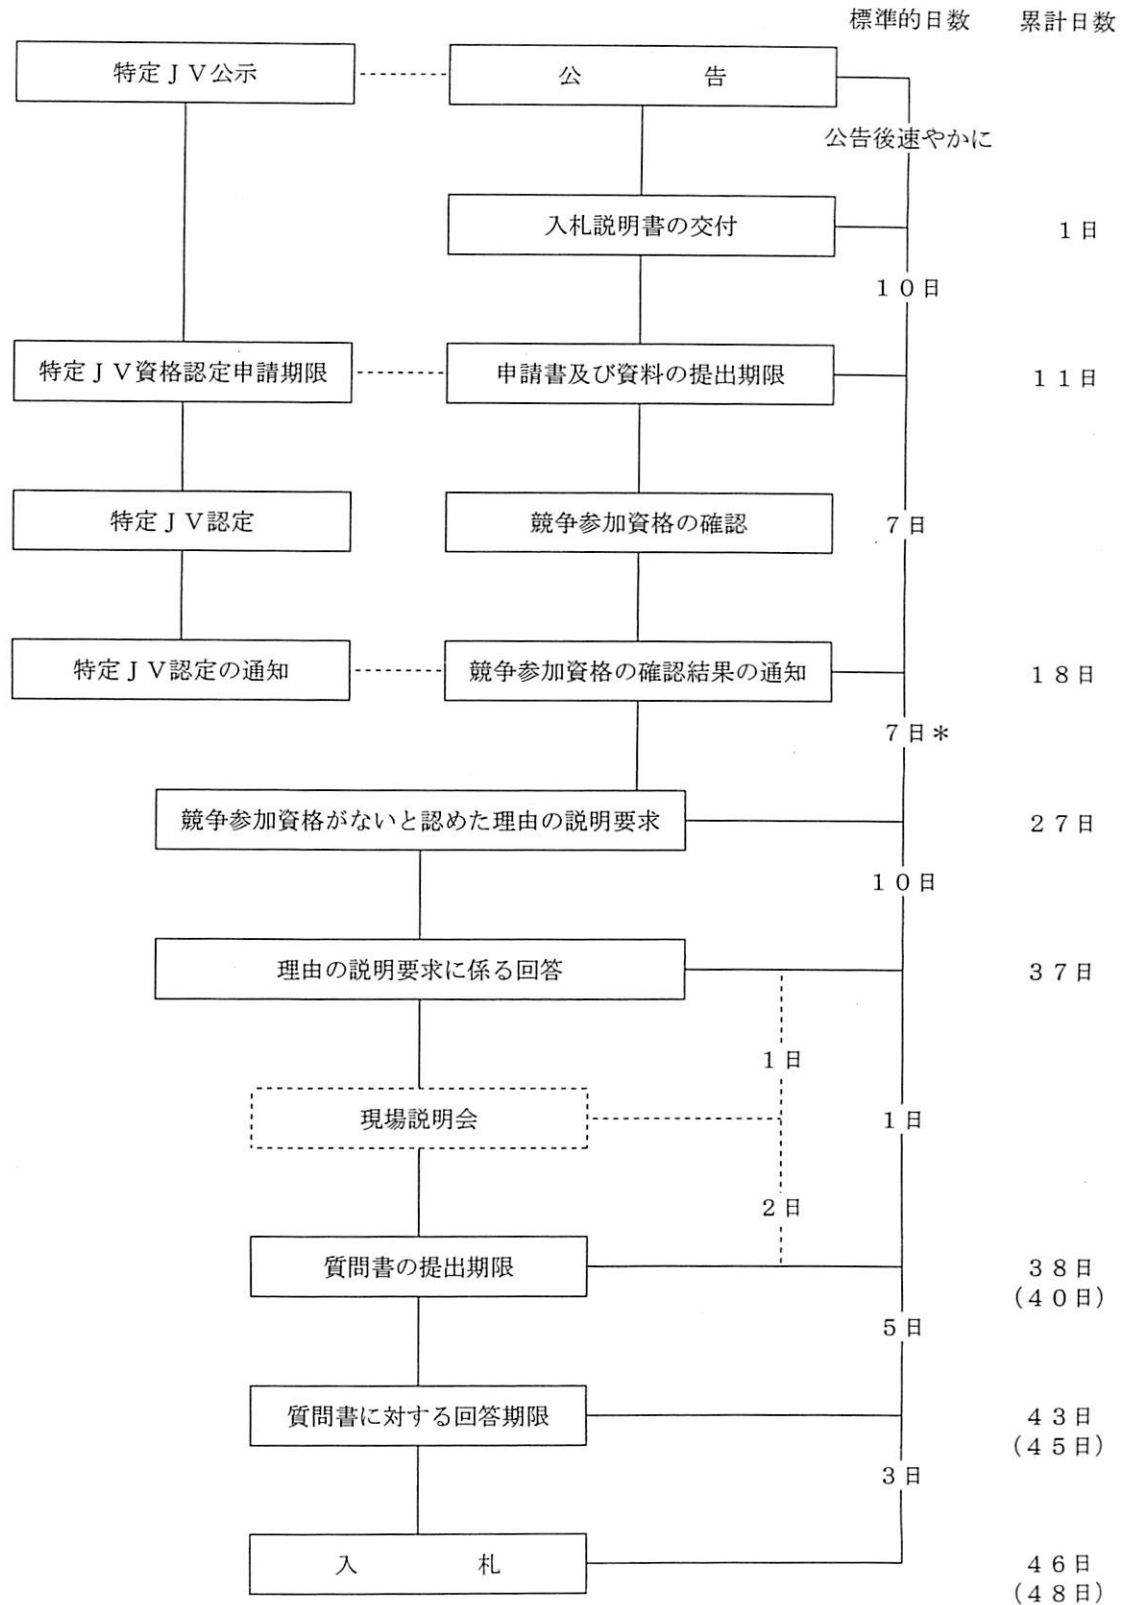 標準的日数 累計日数
特定ＪＶ公示 公 告
公告後速やかに
入札説明書の交付 １日
１０日
特定ＪＶ資格認定申請期限 申請書及び資料の提出期限 １１日
特定ＪＶ認定 競争参加資格の確認 ７日
特定ＪＶ認定の通知 競争参加資格の確認結果の通知 １８日
７日＊
競争参加資格がないと認めた理由の説明要求 ２７日
１０日
理由の説明要求に係る回答 ３７日
１日
現場説明会 １日
２日
質問書の提出期限 ３８日
（４０日）
５日
質問書に対する回答期限 ４３日
（４５日）
３日
入 札 ４６日
（４８日）